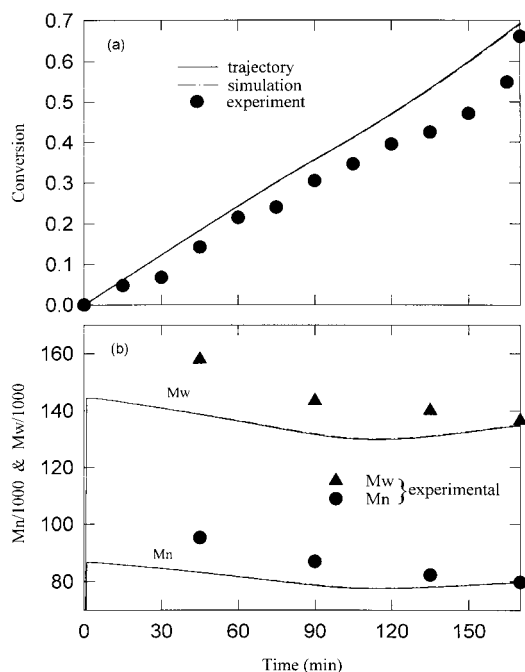 0.7
(a)
trajectory
0.6
simulation
experiment
0.5
0.4
Conversion
0.3
0.2
0.1
0.0
(b)
160
Mw
140
Mn/1000 & Mw/1000
120
Mw
Mn } experimental
100
Mn
80
0 30 60 90 120 150
Time (min)